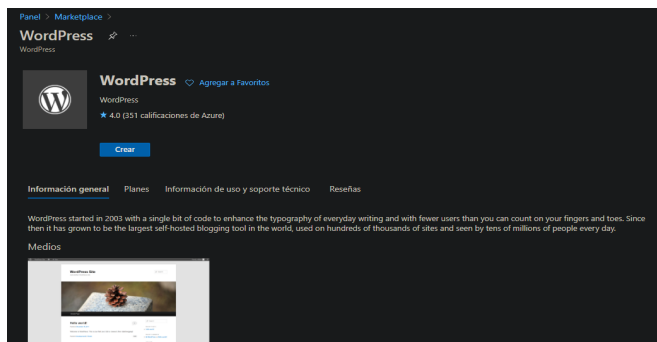 Panel > Marketplace >
WordPress
WordPress
WordPress Agregar a Favoritos
WordPress
4.0 (351 calificaciones de Azure)
Crear
Información general Planes Información de uso y soporte técnico Reseñas
WordPress started in 2003 with a single bit of code to enhance the typography of everyday writing and with fewer users than you can count on your fingers and toes. Since
then it has grown to be the largest self-hosted blogging tool in the world, used on hundreds of thousands of sites and seen by tens of millions of people every day.
Medios
WordPress Site
Hello world!